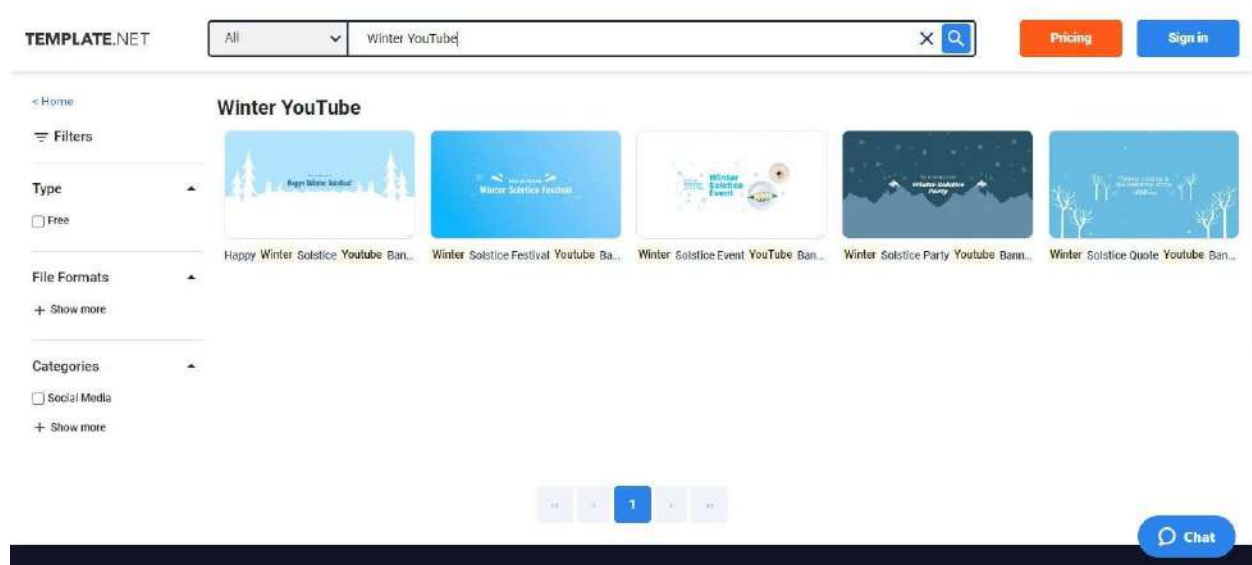 TEMPLATE.NET
All
Winter YouTube
Pricing
Sign in
< Home
Filters
Type
Free
File Formats
+ Show more
Categories
Social Media
+ Show more
Winter YouTube
Happy Winter Solstice!
Winter Solstice Festival
Winter
Solstice
Event
Winter Solstice
Party
Happy Winter Solstice Youtube Ban...
Winter Solstice Festival Youtube Ba...
Winter Solstice Event YouTube Ban...
Winter Solstice Party Youtube Bann...
Winter Solstice Quote Youtube Ban...
1
Chat